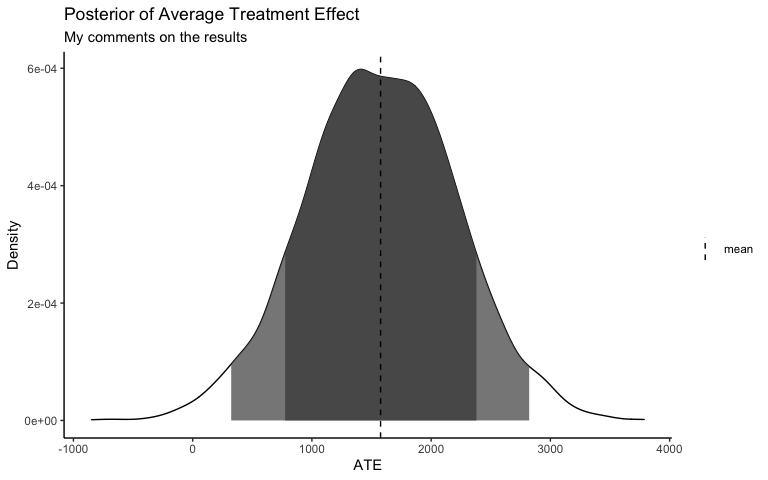 Posterior of Average Treatment Effect
My comments on the results
6e-04
4e-04
2e-04
0e+00
Density
-1000 0 1000 2000 3000 4000
ATE
mean